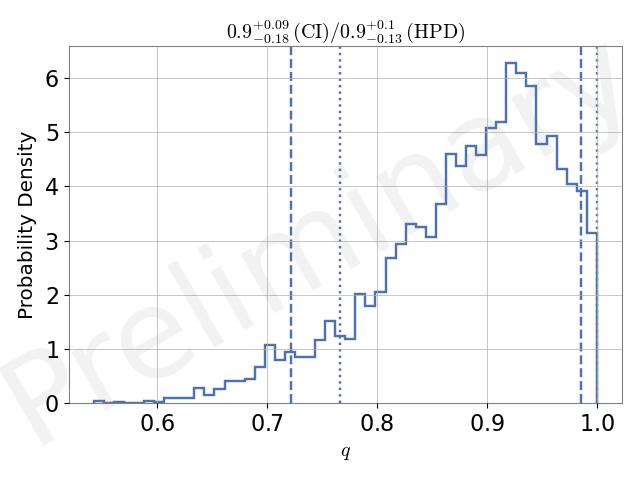 0.9^{+0.09}_{-0.18} (CI)/0.9^{+0.1}_{-0.13} (HPD)
Probability Density
6
5
4
3
2
1
0
0.6 0.7 0.8 0.9 1.0
q
Preliminary